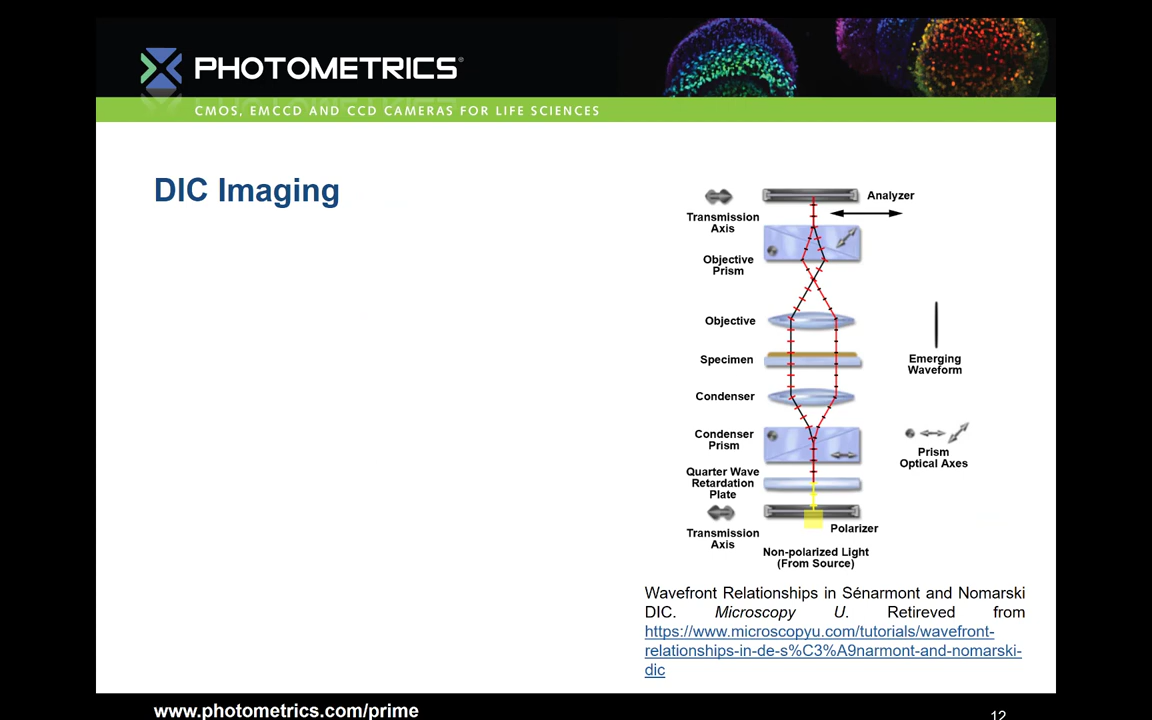 PHOTOMETRICS®
CMOS, EMCCD AND CCD CAMERAS FOR LIFE SCIENCES
DIC Imaging
Analyzer
Transmission
Axis
Objective
Prism
Objective
Specimen
Emerging
Waveform
Condenser
Condenser
Prism
Prism
Optical Axes
Quarter Wave
Retardation
Plate
Polarizer
Transmission
Axis
Non-polarized Light
(From Source)
Wavefront Relationships in Sénarmont and Nomarski
DIC. Microscopy U. Retireved from
https://www.microscopyu.com/tutorials/wavefront-
relationships-in-de-s%C3%A9narmont-and-nomarski-
dic
www.photometrics.com/prime
12